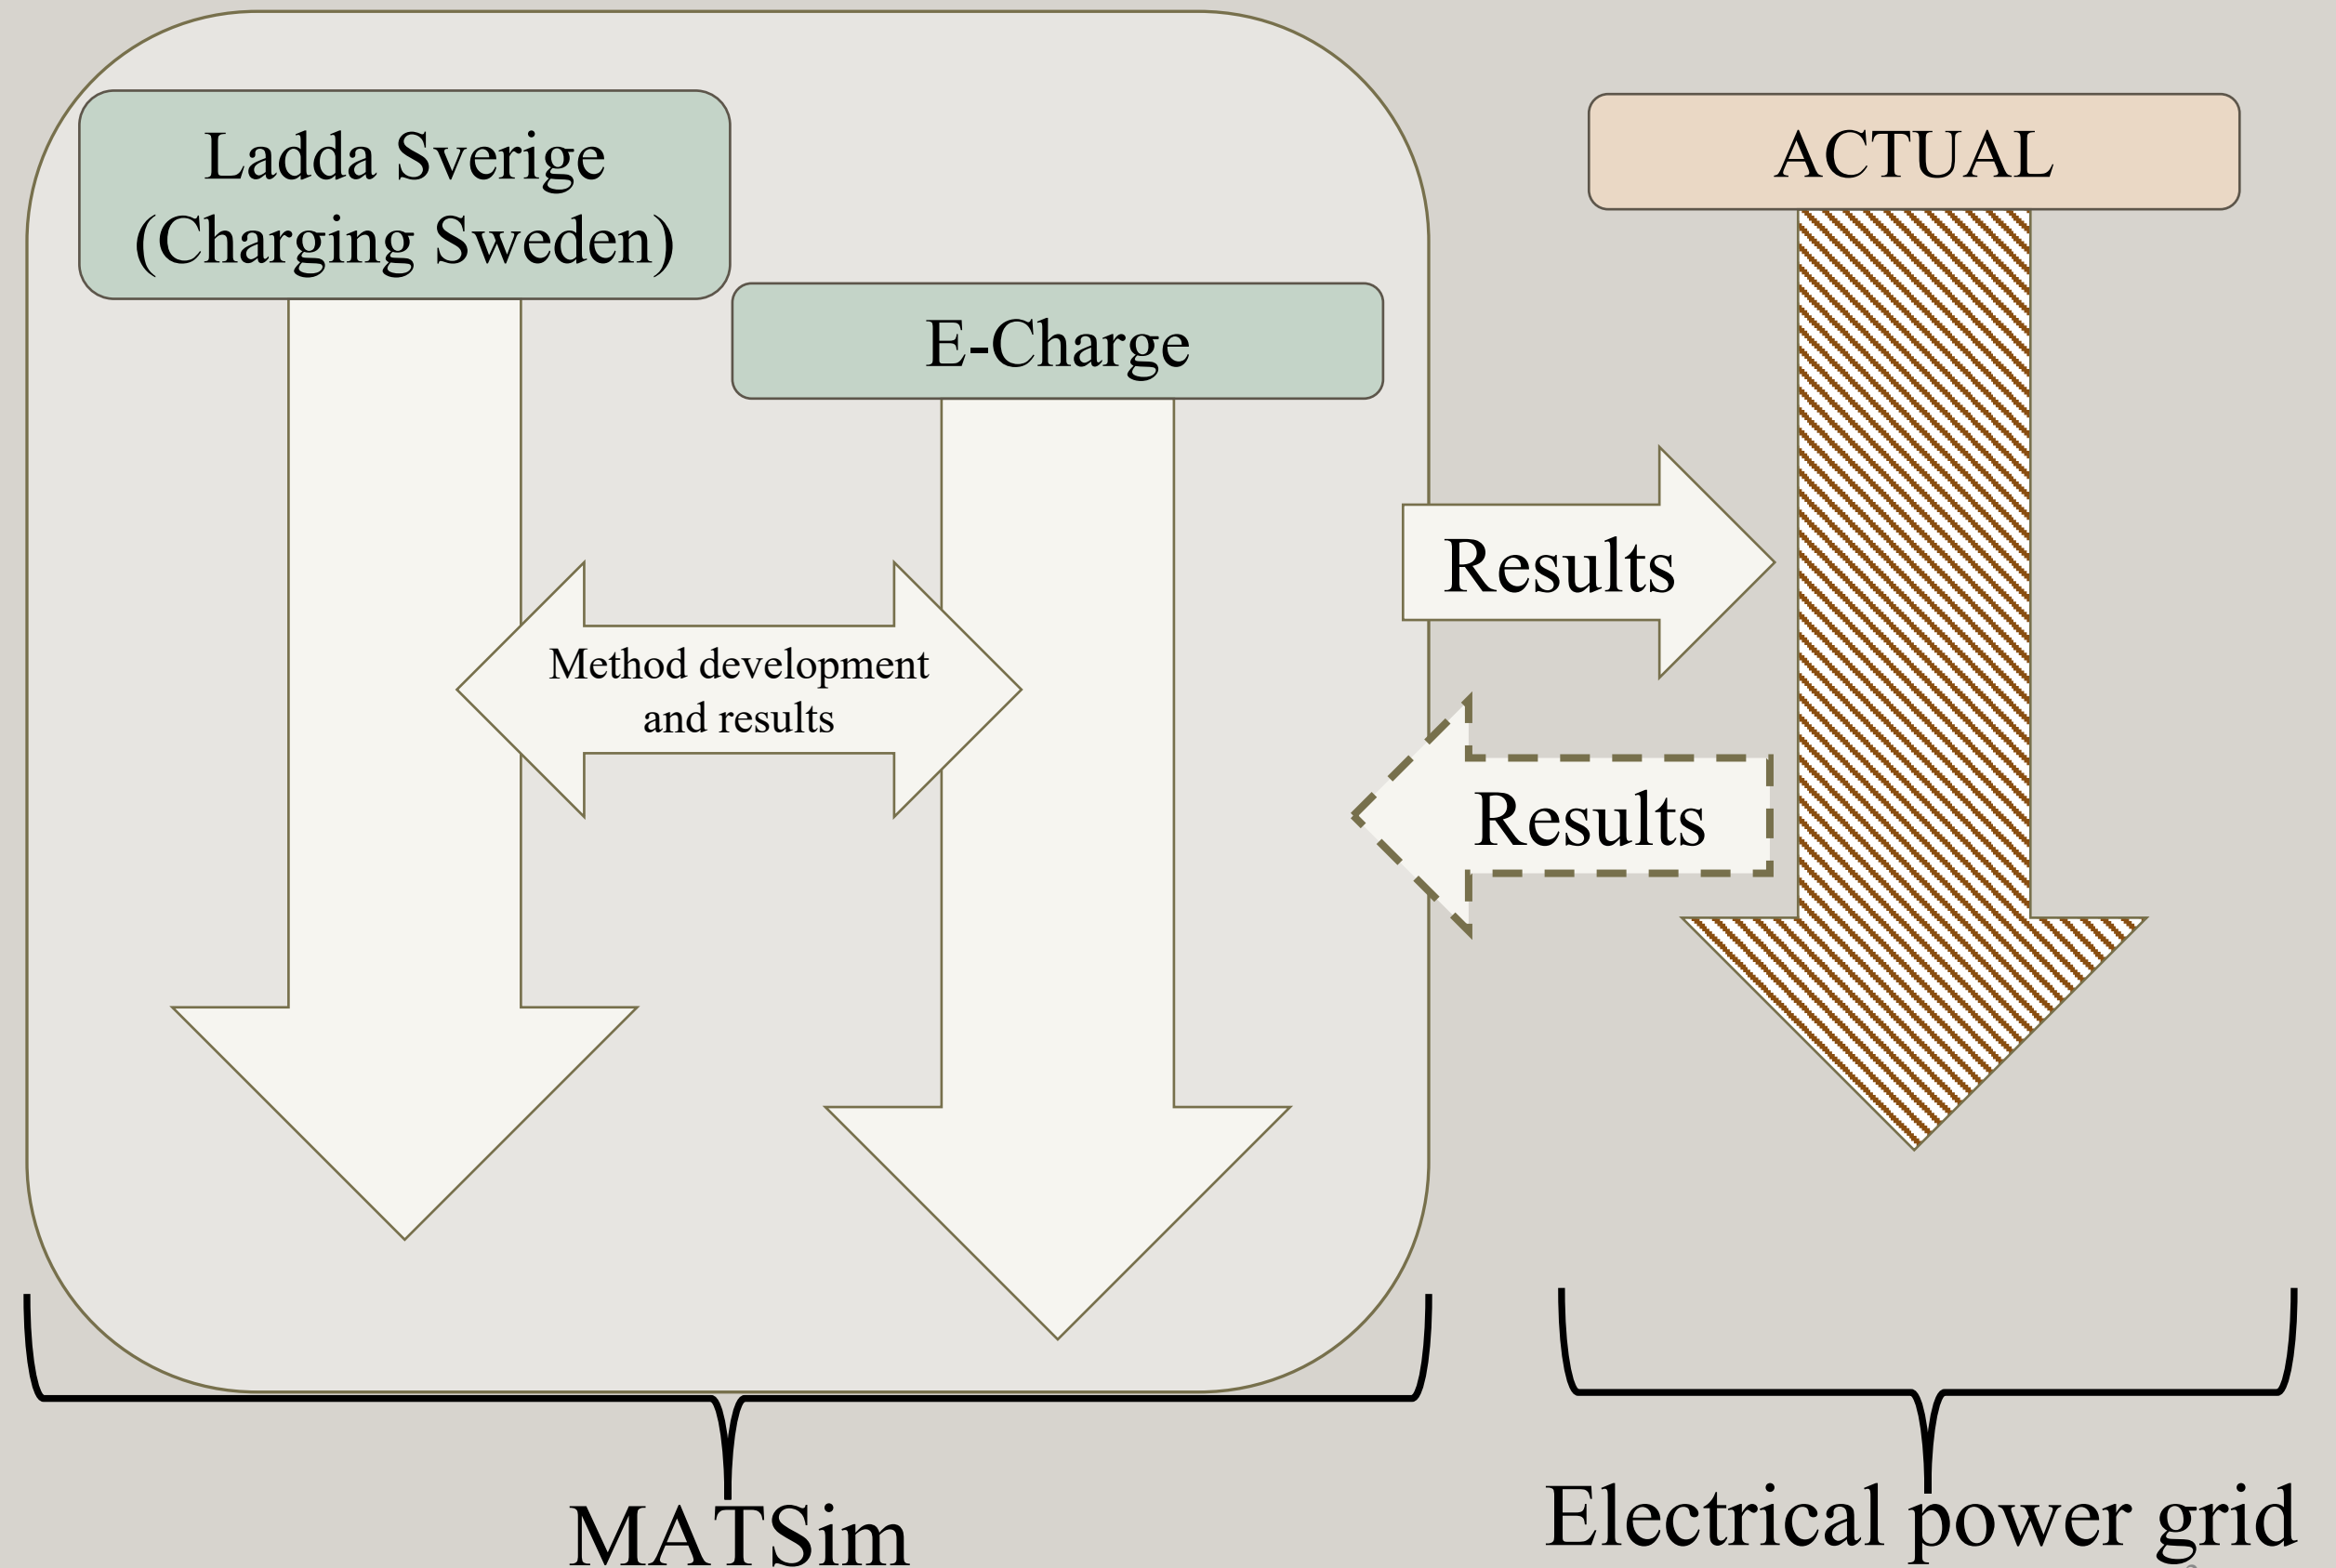 Ladda Sverige
(Charging Sweden)
E-Charge
ACTUAL
Results
Method development
and results
Results
MATSim
Electrical power grid